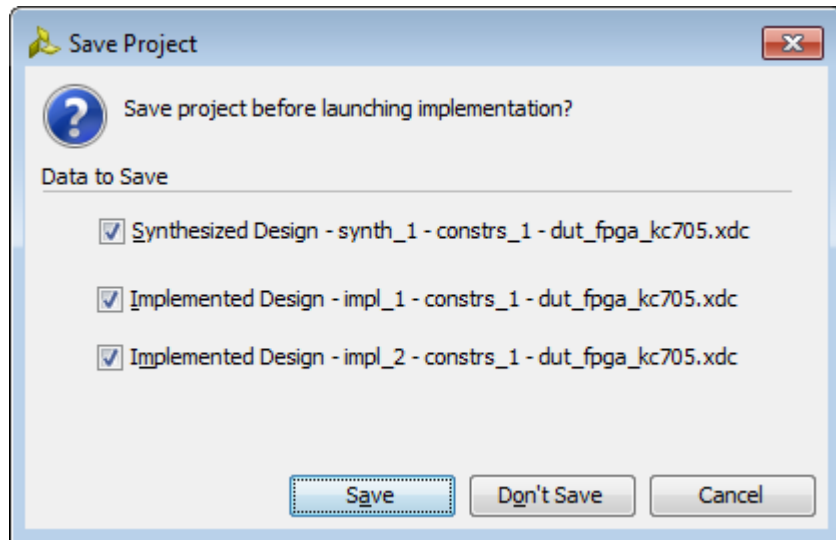 Save Project
Save project before launching implementation?
Data to Save
Synthesized Design - synth_1 - constrs_1 - dut_fpga_kc705.xdc
Implemented Design - impl_1 - constrs_1 - dut_fpga_kc705.xdc
Implemented Design - impl_2 - constrs_1 - dut_fpga_kc705.xdc
Save Don't Save Cancel